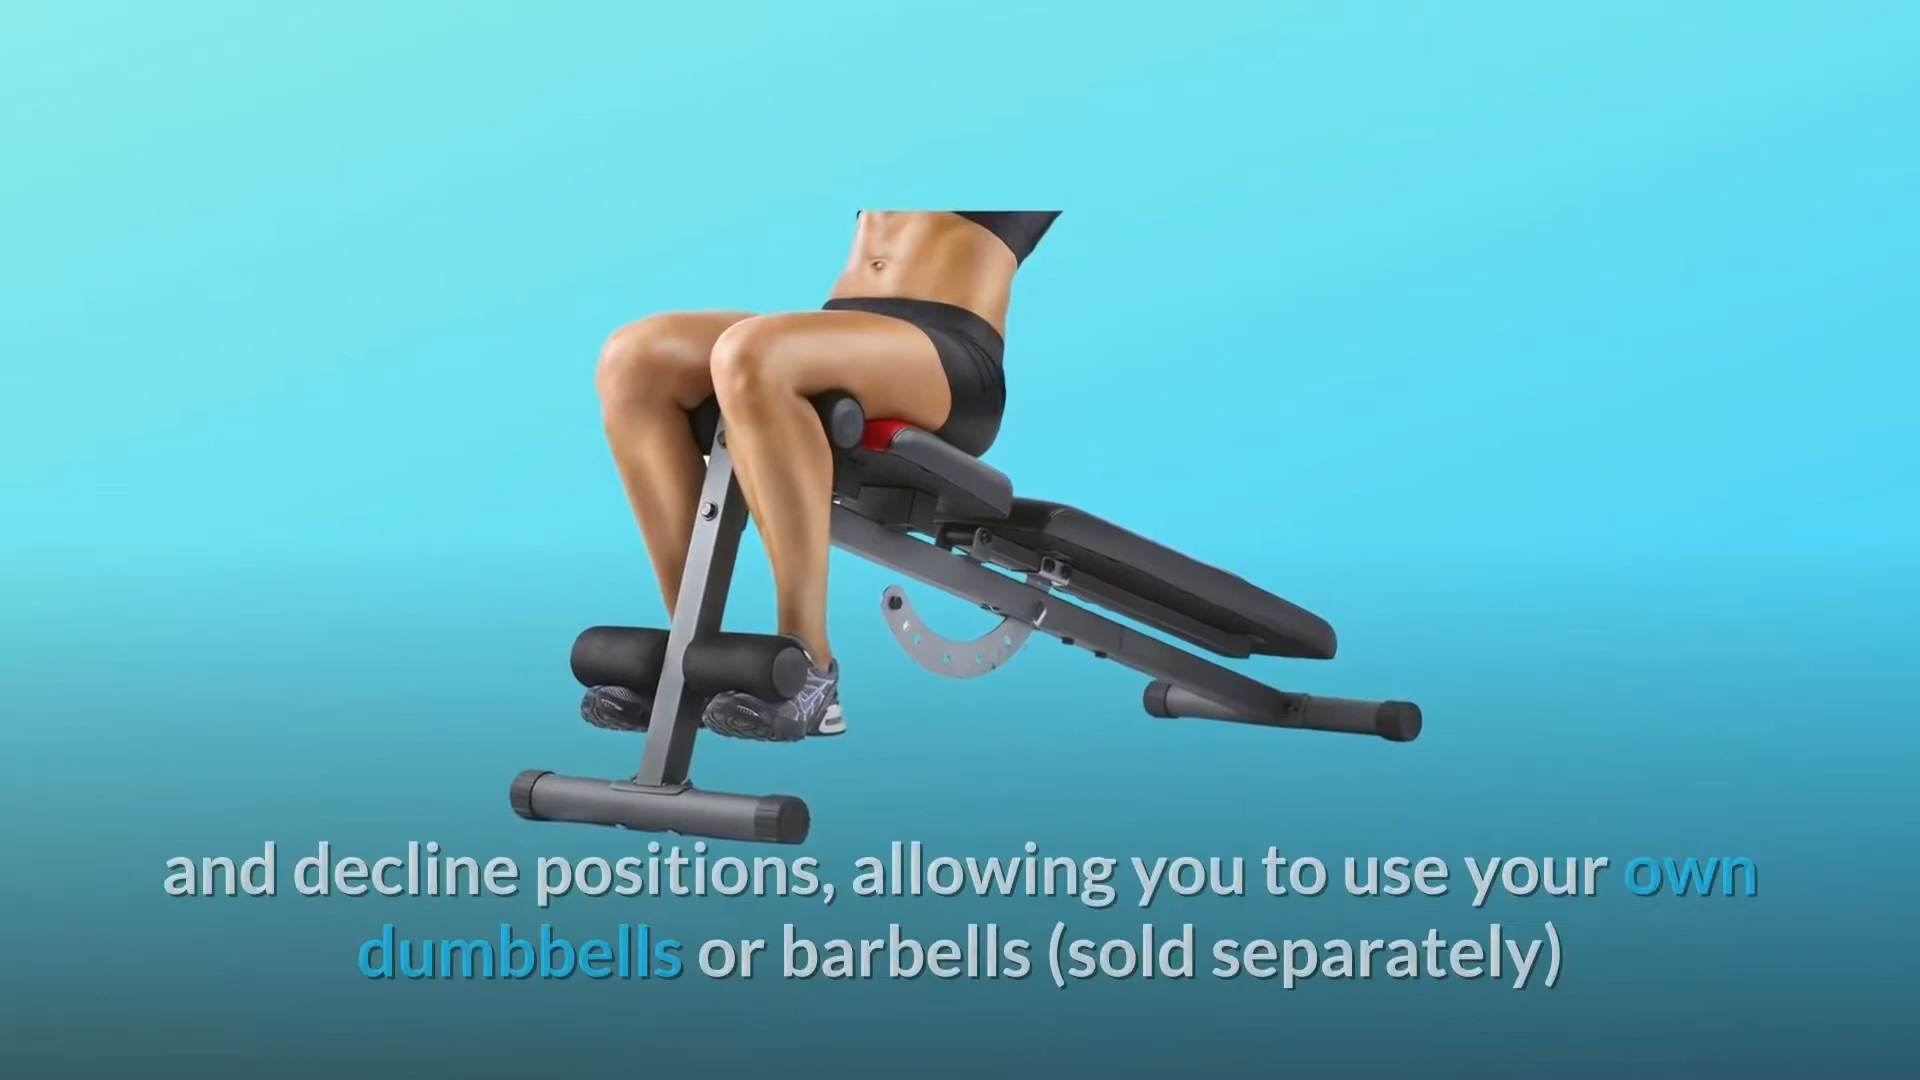 and decline positions, allowing you to use your own
dumbbells or barbells (sold separately)